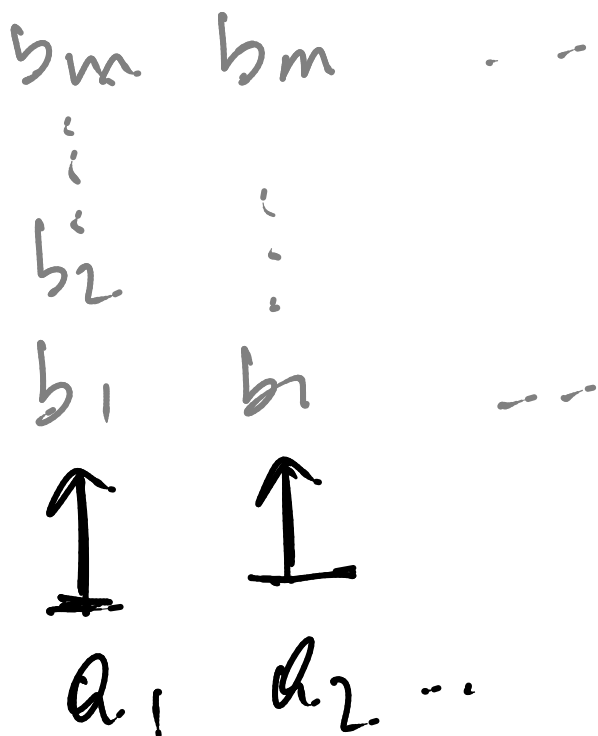 bm bm ...
⋮
b2 ⋮
b1 b1 ...
↑ ↑
a1 a2 ...